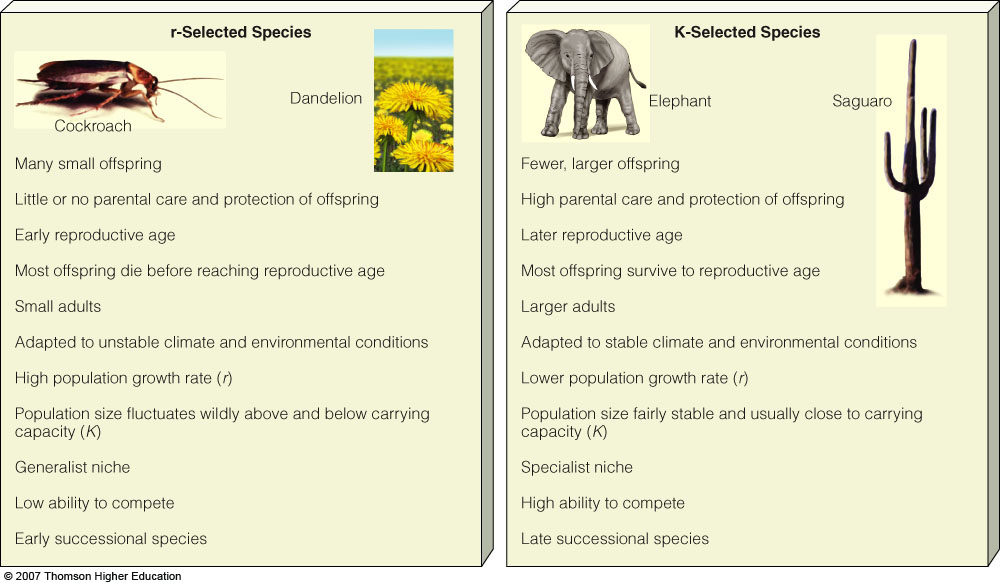 r-Selected Species
Cockroach
Dandelion
Many small offspring
Little or no parental care and protection of offspring
Early reproductive age
Most offspring die before reaching reproductive age
Small adults
Adapted to unstable climate and environmental conditions
High population growth rate (r)
Population size fluctuates wildly above and below carrying
capacity (K)
Generalist niche
Low ability to compete
Early successional species
K-Selected Species
Elephant
Saguaro
Fewer, larger offspring
High parental care and protection of offspring
Later reproductive age
Most offspring survive to reproductive age
Larger adults
Adapted to stable climate and environmental conditions
Lower population growth rate (r)
Population size fairly stable and usually close to carrying
capacity (K)
Specialist niche
High ability to compete
Late successional species
© 2007 Thomson Higher Education